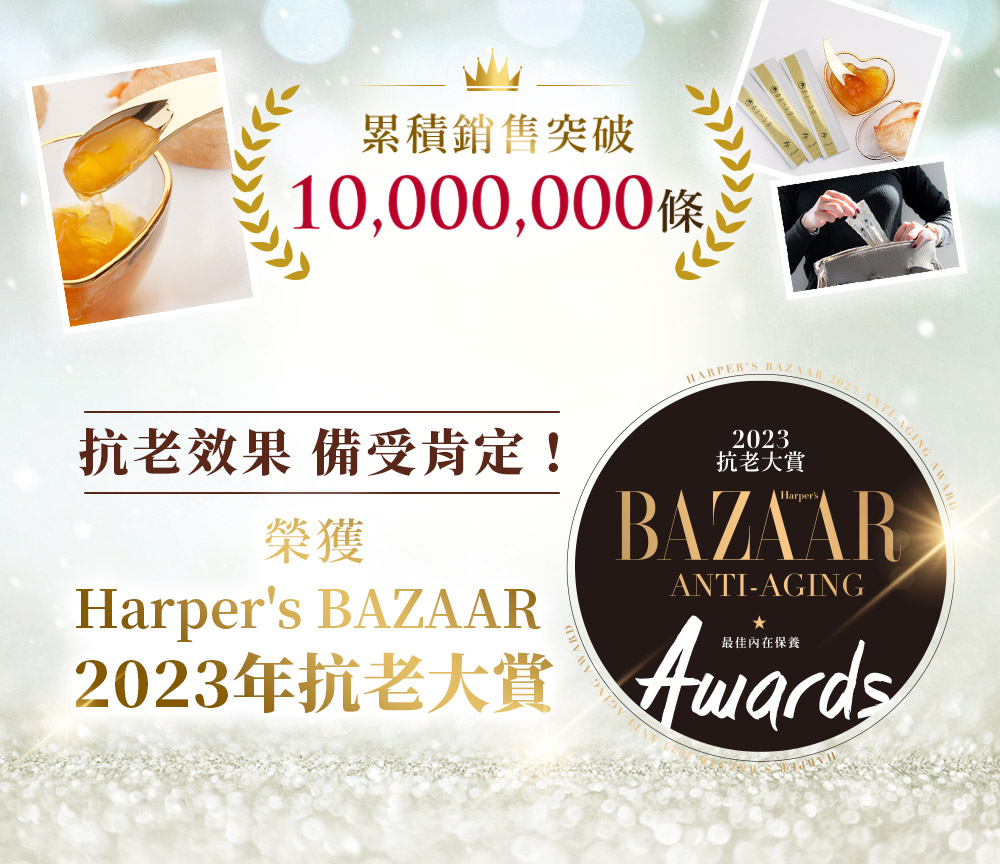 累積銷售突破
10,000,000條
抗老效果 備受肯定！
榮獲
Harper's BAZAAR
2023年抗老大賞
HARPER'S BAZAAR 2023 ANTI-AGING AWARD
2023
抗老大賞
Harper's
BAZAAR
ANTI-AGING
★
最佳內在保養
Awards